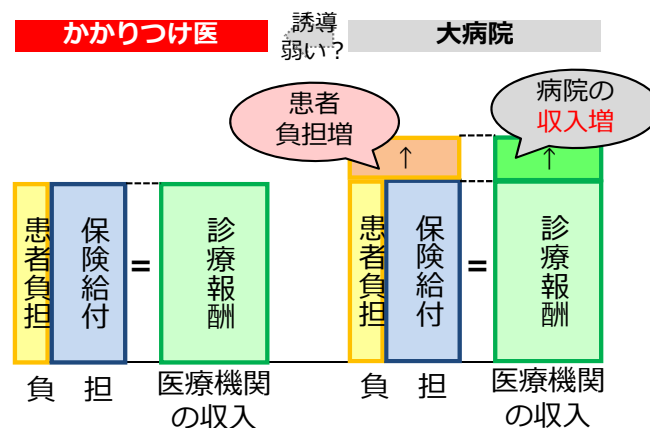 かかりつけ医
誘導
弱い？
大病院
患者
負担増
病院の
収入増
↑
↑
患者負担
保険給付
=
診療報酬
患者負担
保険給付
=
診療報酬
負 担
医療機関
の収入
負 担
医療機関
の収入